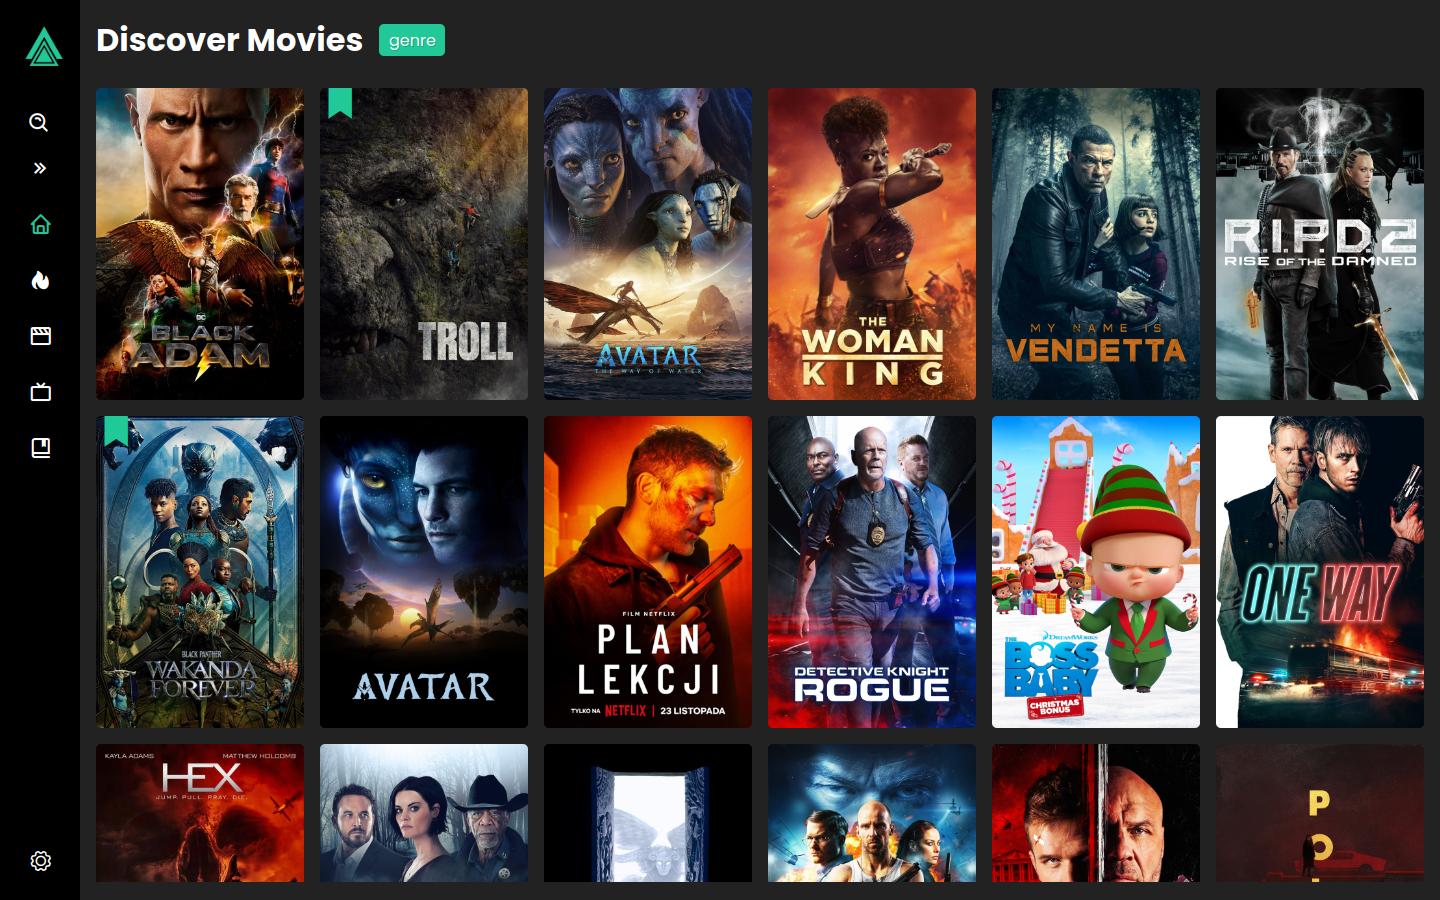 Discover Movies
genre
DC
BLACK
ADAM
TROLL
AVATAR
THE WAY OF WATER
THE
WOMAN
KING
MY NAME IS
VENDETTA
R.I.P.D.2
RISE OF THE DAMNED
BLACK PANTHER
WAKANDA
FOREVER
AVATAR
FILM NETFLIX
PLAN
LEKCJI
TYLKO NA NETFLIX | 23 LISTOPADA
DETECTIVE KNIGHT
ROGUE
DREAMWORKS
THE
BOSS
BABY
CHRISTMAS
BONUS
ONE WAY
KAYLA ADAMS MATTHEW HOLCOMB
HEX
JUMP. PULL. PRAY. DIE.
P
O